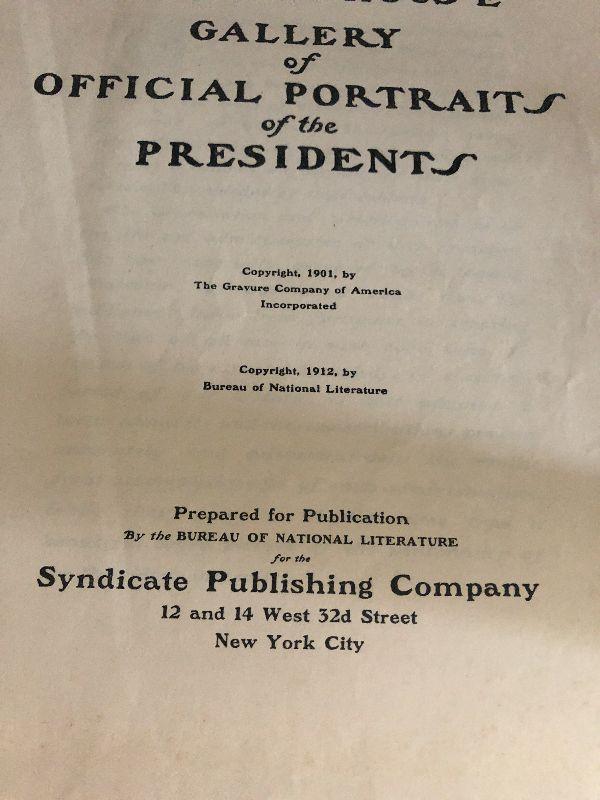 GALLERY
of
OFFICIAL PORTRAITS
of the
PRESIDENTS
Copyright, 1901, by
The Gravure Company of America
Incorporated
Copyright, 1912, by
Bureau of National Literature
Prepared for Publication
By the BUREAU OF NATIONAL LITERATURE
for the
Syndicate Publishing Company
12 and 14 West 32d Street
New York City